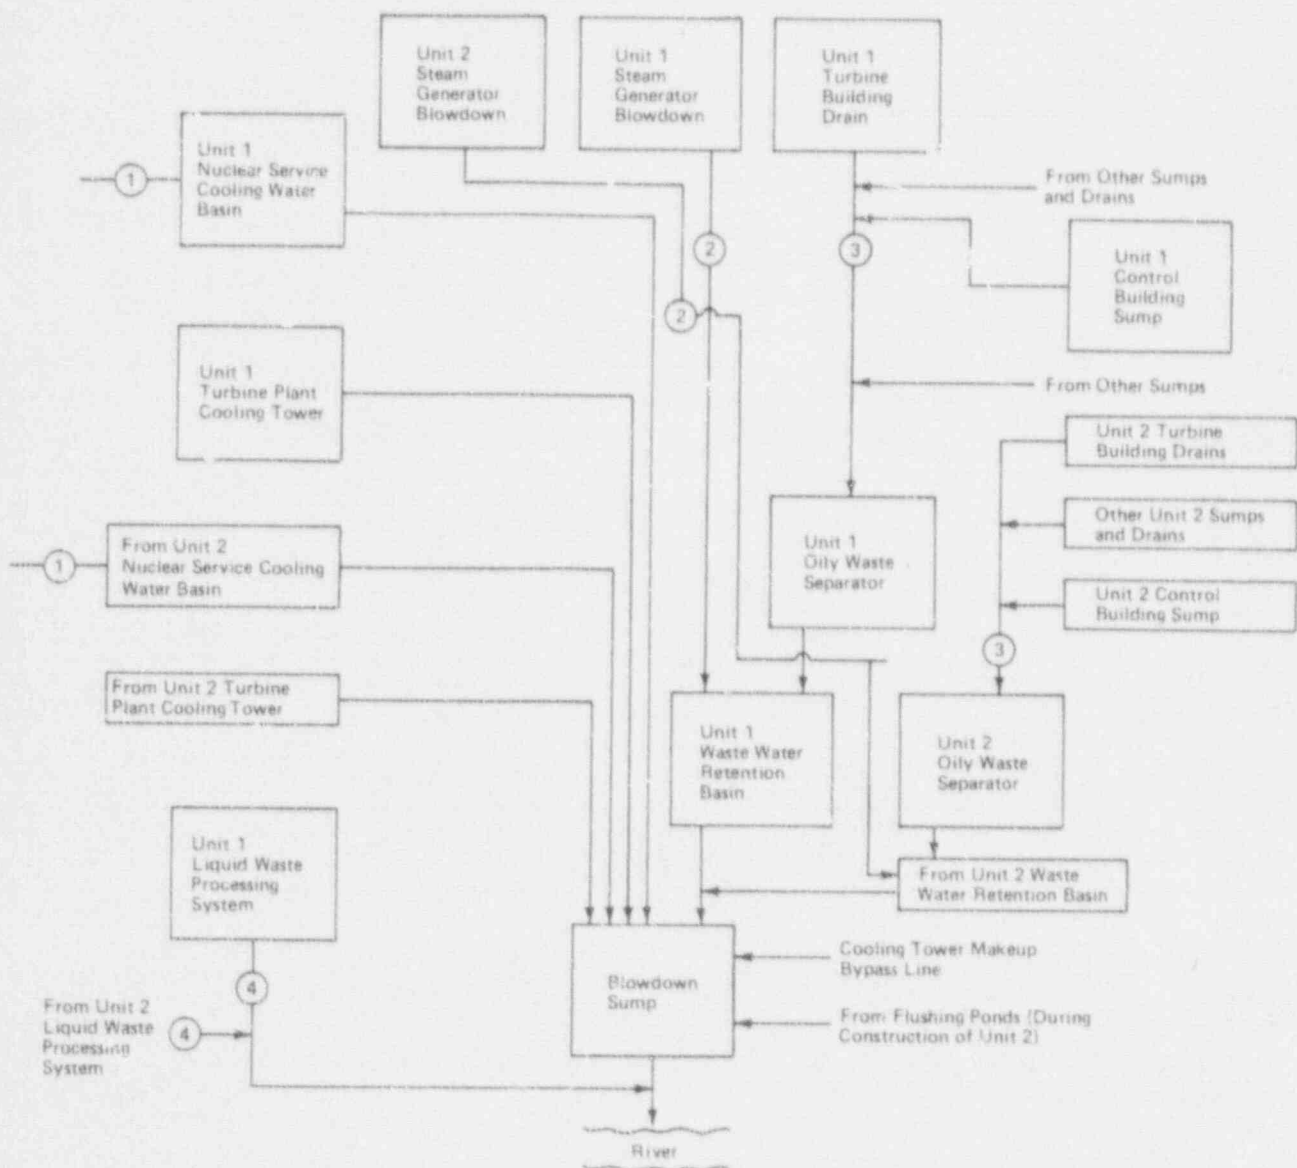 Unit 2
Steam
Generator
Blowdown
Unit 1
Steam
Generator
Blowdown
Unit 1
Turbine
Building
Drain
1
Unit 1
Nuclear Service
Cooling Water
Basin
From Other Sumps
and Drains
2
3
Unit 1
Control
Building
Sump
2
Unit 1
Turbine Plant
Cooling Tower
From Other Sumps
Unit 2 Turbine
Building Drains
Other Unit 2 Sumps
and Drains
1
From Unit 2
Nuclear Service Cooling
Water Basin
Unit 1
Oily Waste
Separator
Unit 2 Control
Building Sump
3
From Unit 2 Turbine
Plant Cooling Tower
Unit 1
Waste Water
Retention
Basin
Unit 2
Oily Waste
Separator
Unit 1
Liquid Waste
Processing
System
From Unit 2 Waste
Water Retention Basin
4
From Unit 2
Liquid Waste
Processing
System
4
Blowdown
Sump
Cooling Tower Makeup
Bypass Line
From Flushing Ponds (During
Construction of Unit 2)
River